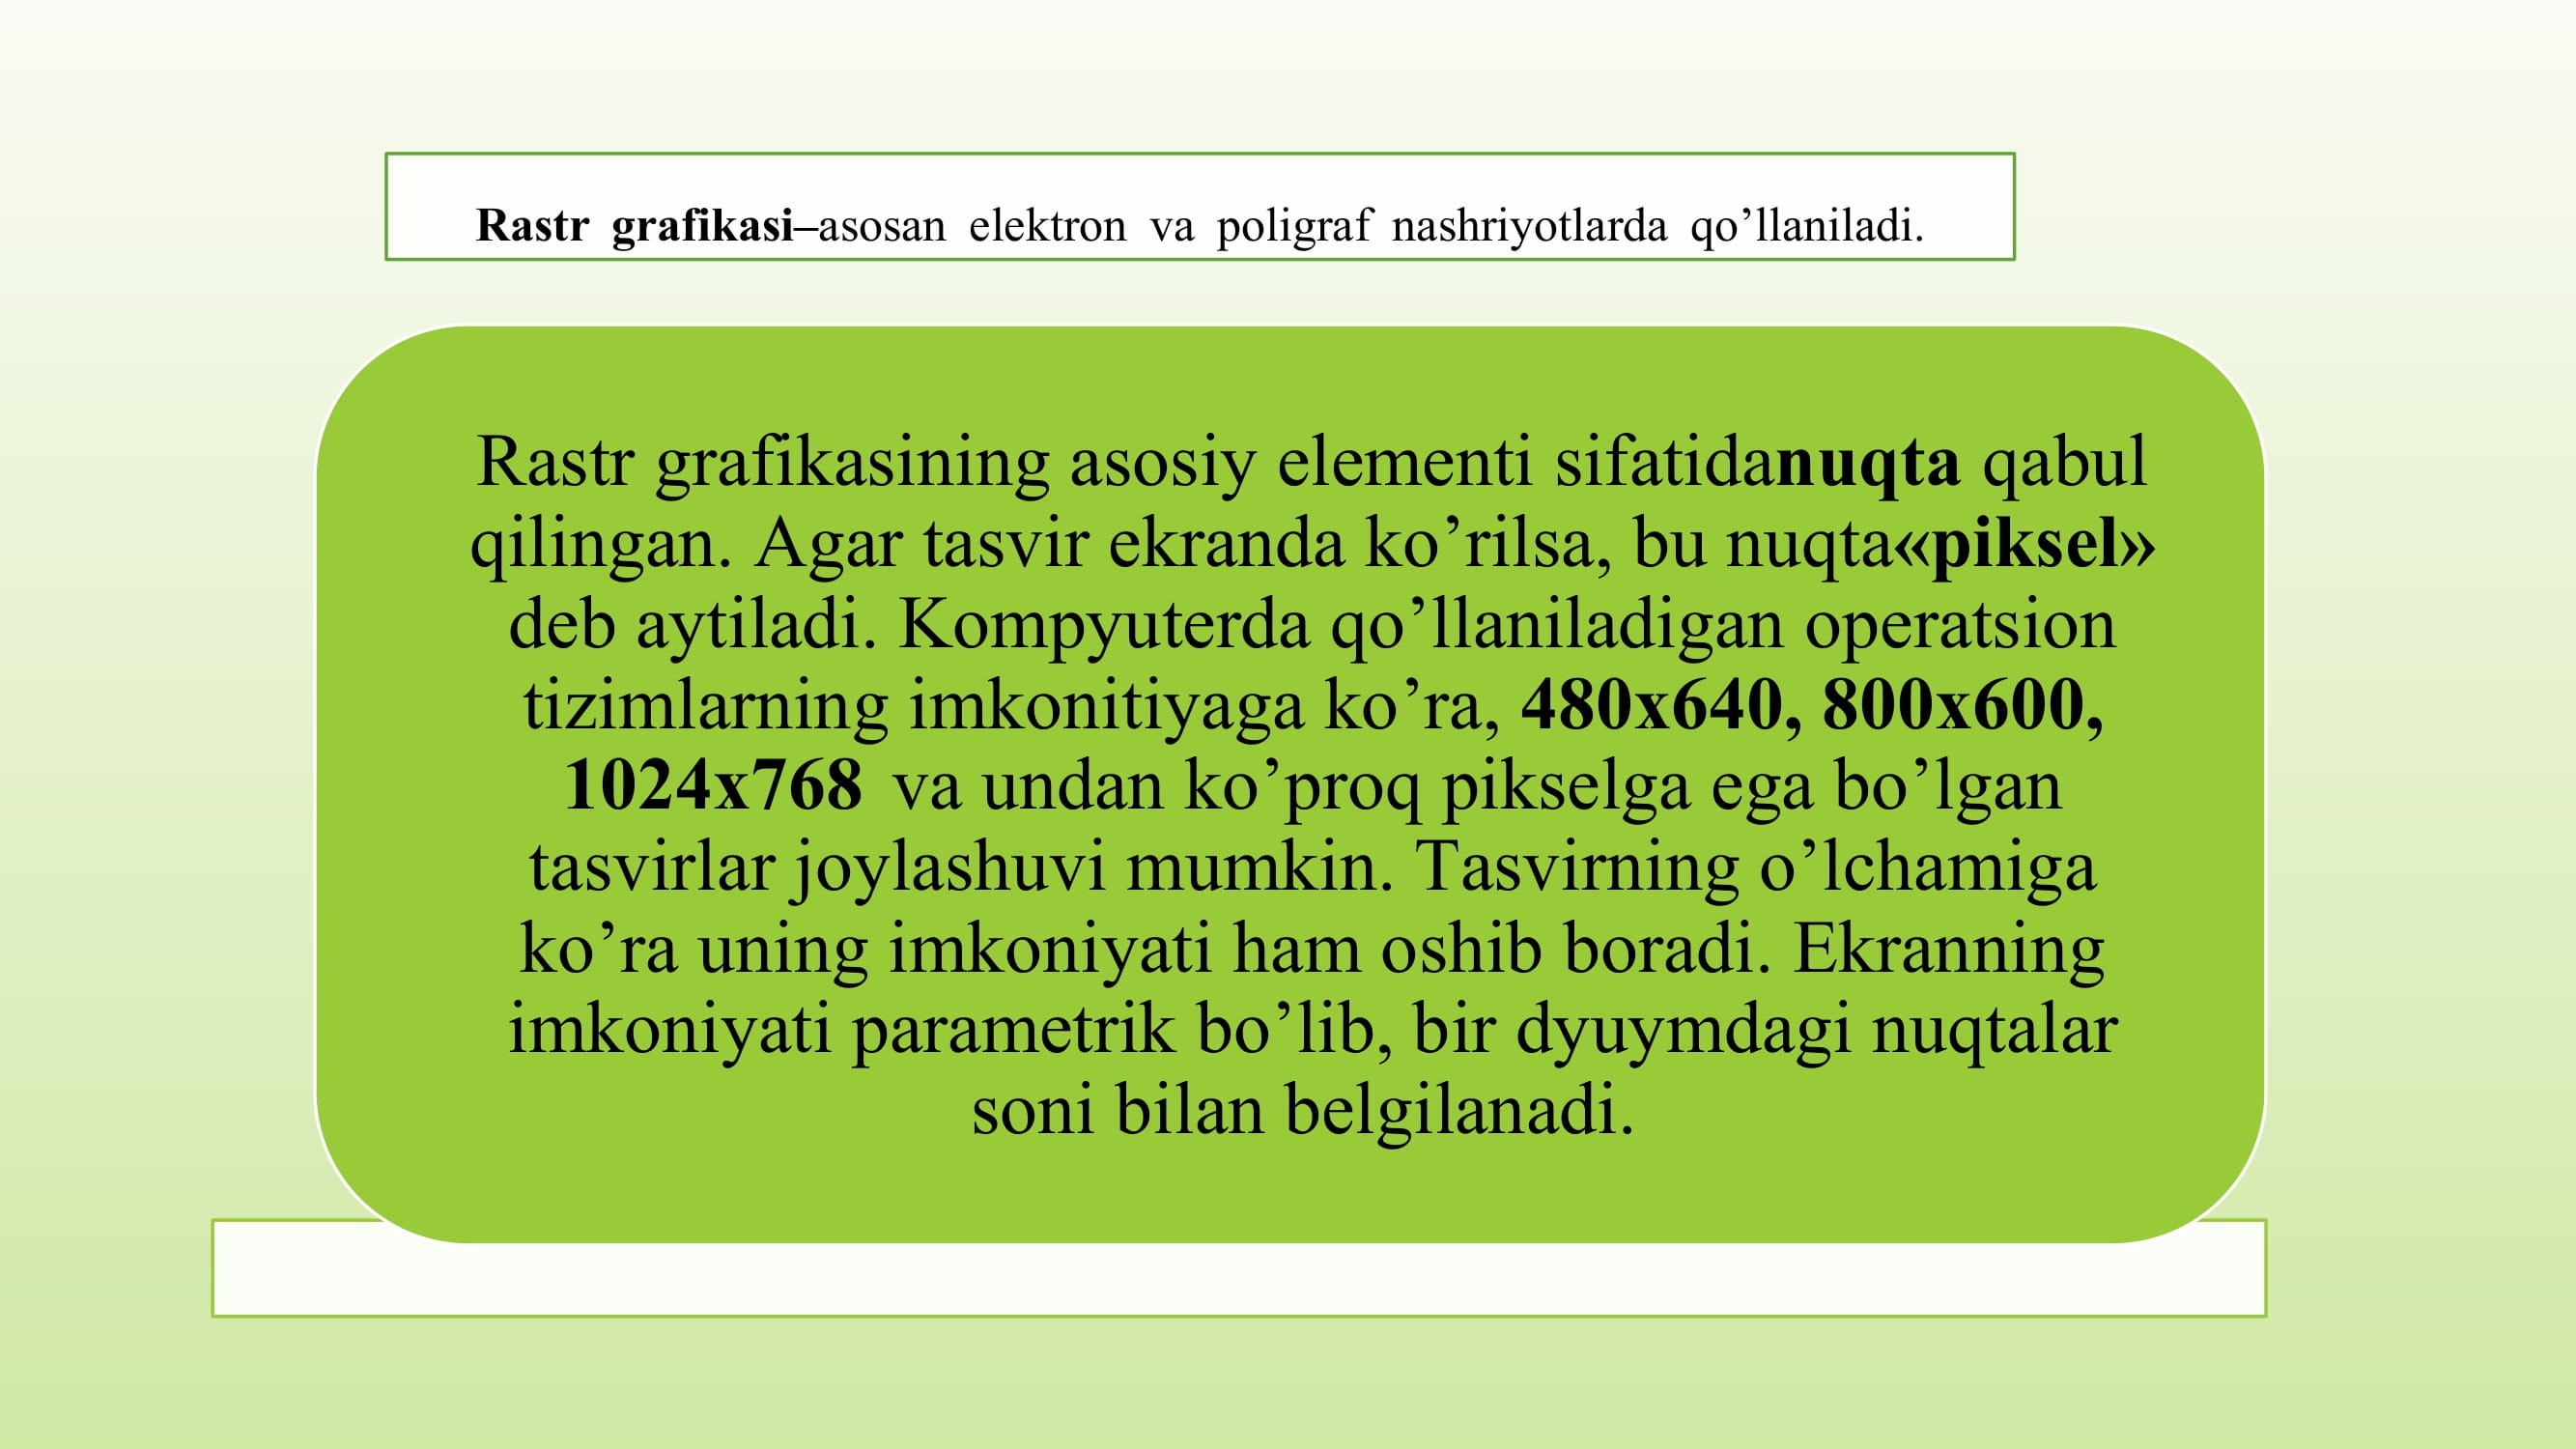 Rastr grafikasi–asosan elektron va poligraf nashriyotlarda qo’llaniladi.
Rastr grafikasining asosiy elementi sifatidanuqta qabul
qilingan. Agar tasvir ekranda ko’rilsa, bu nuqta«piksel»
deb aytiladi. Kompyuterda qo’llaniladigan operatsion
tizimlarning imkonitiyaga ko’ra, 480x640, 800x600,
1024x768 va undan ko’proq pikselga ega bo’lgan
tasvirlar joylashuvi mumkin. Tasvirning o’lchamiga
ko’ra uning imkoniyati ham oshib boradi. Ekranning
imkoniyati parametrik bo’lib, bir dyuymdagi nuqtalar
soni bilan belgilanadi.